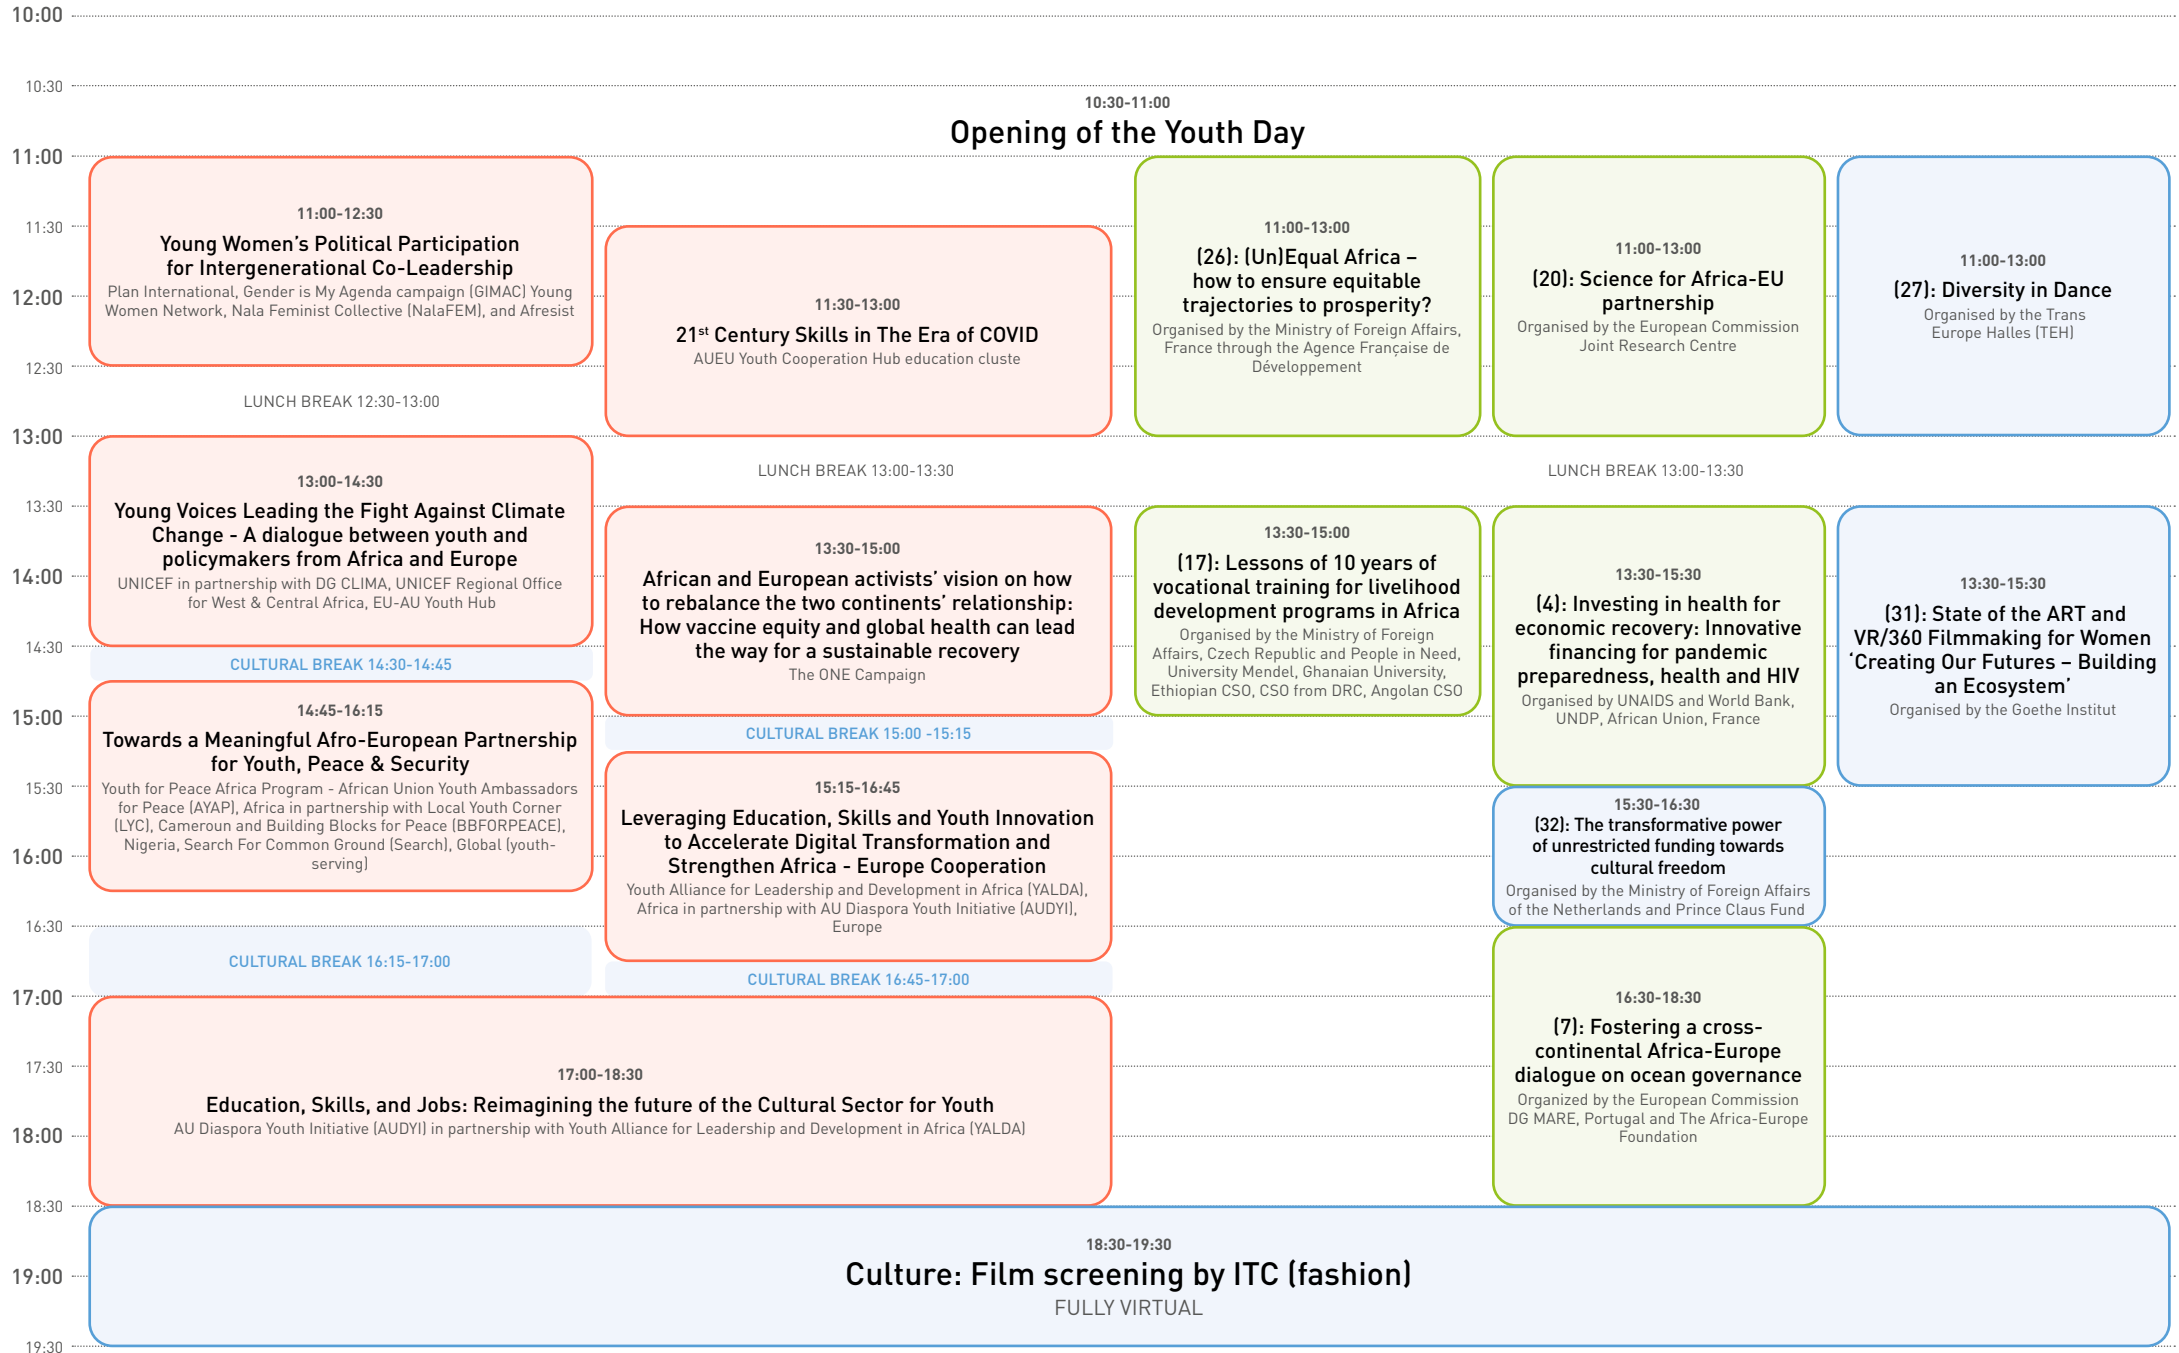 10:00
10:30
10:30-11:00
Opening of the Youth Day
11:00
11:00-12:30
Young Women’s Political Participation
for Intergenerational Co-Leadership
Plan International, Gender is My Agenda campaign (GIMAC) Young
Women Network, Nala Feminist Collective (NalaFEM), and Afresist
11:30
11:30-13:00
21st Century Skills in The Era of COVID
AUEU Youth Cooperation Hub education cluste
11:00-13:00
(26): (Un)Equal Africa –
how to ensure equitable
trajectories to prosperity?
Organised by the Ministry of Foreign Affairs,
France through the Agence Française de
Développement
11:00-13:00
(20): Science for Africa-EU
partnership
Organised by the European Commission
Joint Research Centre
11:00-13:00
(27): Diversity in Dance
Organised by the Trans
Europe Halles (TEH)
12:00
12:30
LUNCH BREAK 12:30-13:00
13:00
LUNCH BREAK 13:00-13:30
LUNCH BREAK 13:00-13:30
13:00-14:30
Young Voices Leading the Fight Against Climate
Change - A dialogue between youth and
policymakers from Africa and Europe
UNICEF in partnership with DG CLIMA, UNICEF Regional Office
for West & Central Africa, EU-AU Youth Hub
13:30
13:30-15:00
African and European activists’ vision on how
to rebalance the two continents’ relationship:
How vaccine equity and global health can lead
the way for a sustainable recovery
The ONE Campaign
13:30-15:00
(17): Lessons of 10 years of
vocational training for livelihood
development programs in Africa
Organised by the Ministry of Foreign
Affairs, Czech Republic and People in Need,
University Mendel, Ghanaian University,
Ethiopian CSO, CSO from DRC, Angolan CSO
13:30-15:30
(4): Investing in health for
economic recovery: Innovative
financing for pandemic
preparedness, health and HIV
Organised by UNAIDS and World Bank,
UNDP, African Union, France
13:30-15:30
(31): State of the ART and
VR/360 Filmmaking for Women
‘Creating Our Futures – Building
an Ecosystem’
Organised by the Goethe Institut
14:00
14:30
CULTURAL BREAK 14:30-14:45
14:45-16:15
Towards a Meaningful Afro-European Partnership
for Youth, Peace & Security
Youth for Peace Africa Program - African Union Youth Ambassadors
for Peace (AYAP), Africa in partnership with Local Youth Corner
(LYC), Cameroun and Building Blocks for Peace (BBFORPEACE),
Nigeria, Search For Common Ground (Search), Global (youth-
serving)
15:00
CULTURAL BREAK 15:00 -15:15
15:15-16:45
Leveraging Education, Skills and Youth Innovation
to Accelerate Digital Transformation and
Strengthen Africa - Europe Cooperation
Youth Alliance for Leadership and Development in Africa (YALDA),
Africa in partnership with AU Diaspora Youth Initiative (AUDYI),
Europe
15:30
15:30-16:30
(32): The transformative power
of unrestricted funding towards
cultural freedom
Organised by the Ministry of Foreign Affairs
of the Netherlands and Prince Claus Fund
16:00
16:30
CULTURAL BREAK 16:15-17:00
CULTURAL BREAK 16:45-17:00
16:30-18:30
(7): Fostering a cross-
continental Africa-Europe
dialogue on ocean governance
Organized by the European Commission
DG MARE, Portugal and The Africa-Europe
Foundation
17:00
17:00-18:30
Education, Skills, and Jobs: Reimagining the future of the Cultural Sector for Youth
AU Diaspora Youth Initiative (AUDYI) in partnership with Youth Alliance for Leadership and Development in Africa (YALDA)
17:30
18:00
18:30
18:30-19:30
Culture: Film screening by ITC (fashion)
FULLY VIRTUAL
19:00
19:30